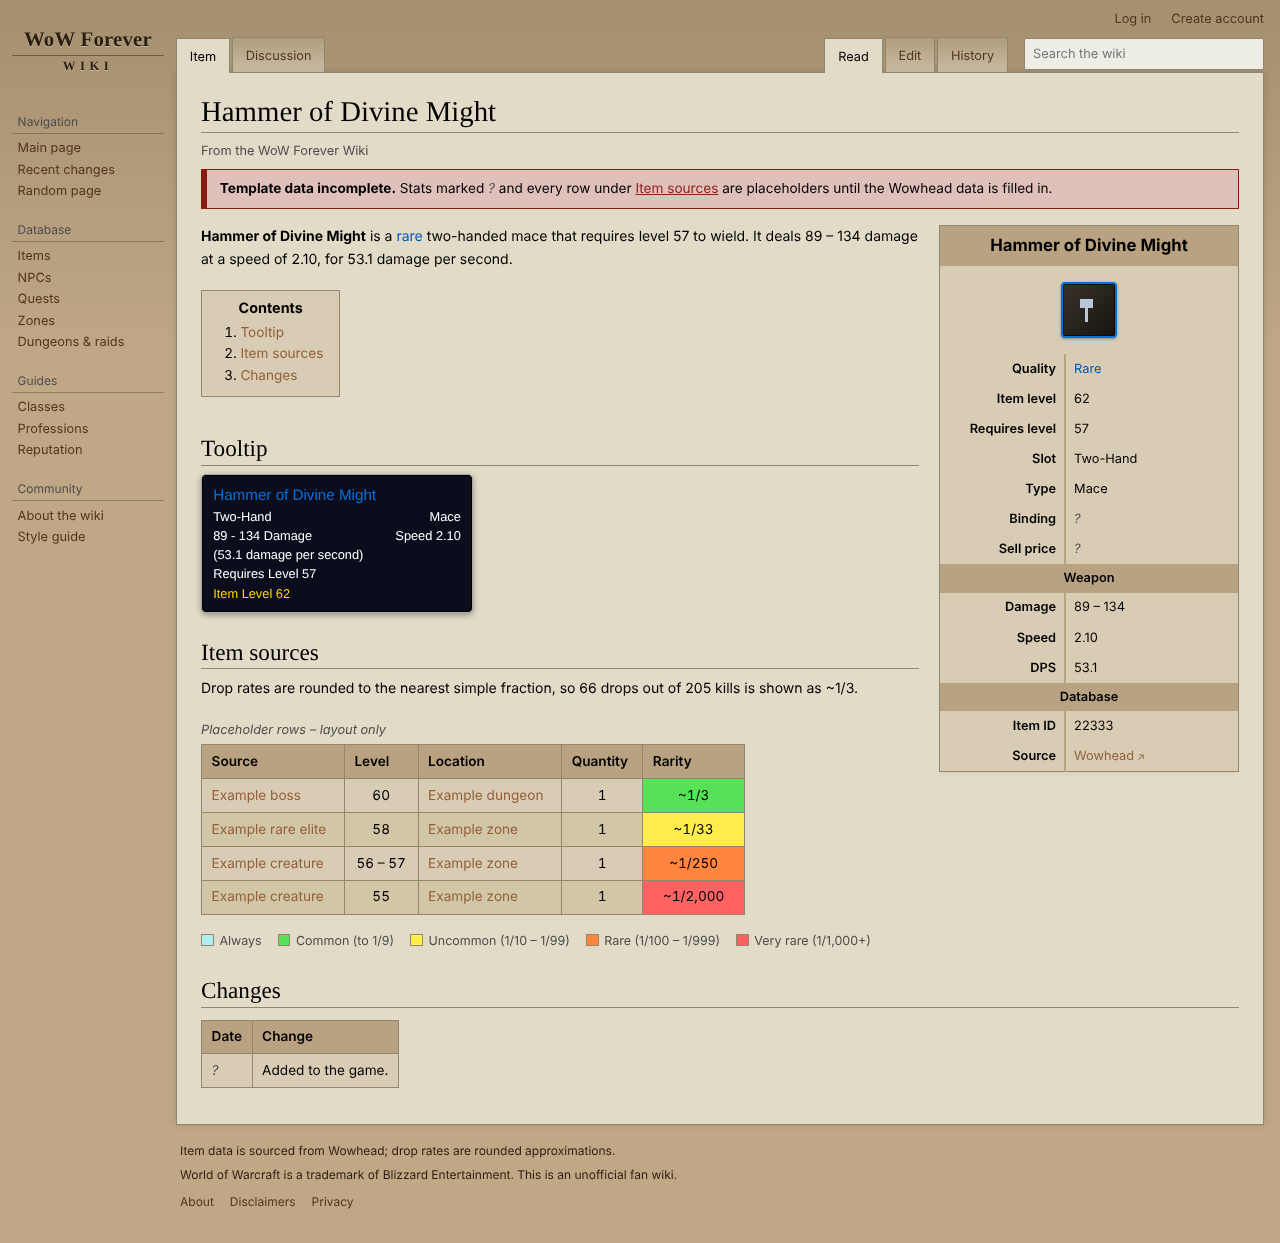 Log in Create account
WoW Forever
WIKI
Item Discussion Read Edit History Search the wiki
Navigation
Main page
Recent changes
Random page
Database
Items
NPCs
Quests
Zones
Dungeons & raids
Guides
Classes
Professions
Reputation
Community
About the wiki
Style guide
Hammer of Divine Might
From the WoW Forever Wiki
Template data incomplete. Stats marked ? and every row under Item sources are placeholders until the Wowhead data is filled in.
Hammer of Divine Might is a rare two-handed mace that requires level 57 to wield. It deals 89 – 134 damage
at a speed of 2.10, for 53.1 damage per second.
Contents
1. Tooltip
2. Item sources
3. Changes
Hammer of Divine Might
Quality Rare
Item level 62
Requires level 57
Slot Two-Hand
Type Mace
Binding ?
Sell price ?
Weapon
Damage 89 – 134
Speed 2.10
DPS 53.1
Database
Item ID 22333
Source Wowhead ↗
Tooltip
Hammer of Divine Might
Two-Hand Mace
89 - 134 Damage Speed 2.10
(53.1 damage per second)
Requires Level 57
Item Level 62
Item sources
Drop rates are rounded to the nearest simple fraction, so 66 drops out of 205 kills is shown as ~1/3.
Placeholder rows – layout only
Source Level Location Quantity Rarity
Example boss 60 Example dungeon 1 ~1/3
Example rare elite 58 Example zone 1 ~1/33
Example creature 56 – 57 Example zone 1 ~1/250
Example creature 55 Example zone 1 ~1/2,000
Always Common (to 1/9) Uncommon (1/10 – 1/99) Rare (1/100 – 1/999) Very rare (1/1,000+)
Changes
Date Change
? Added to the game.
Item data is sourced from Wowhead; drop rates are rounded approximations.
World of Warcraft is a trademark of Blizzard Entertainment. This is an unofficial fan wiki.
About Disclaimers Privacy